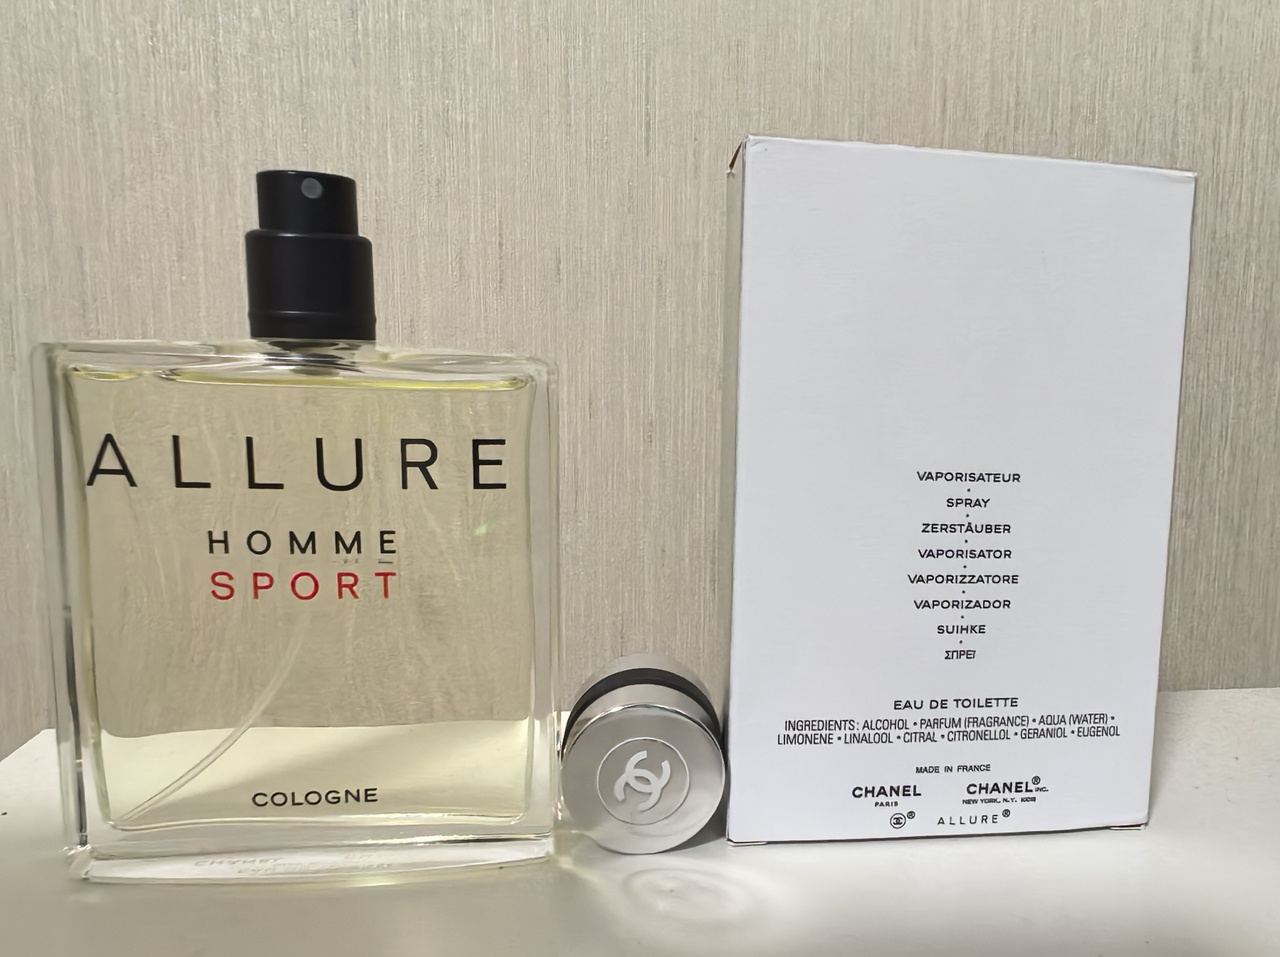 ALLURE
HOMME
SPORT
COLOGNE
VAPORISATEUR
•
SPRAY
•
ZERSTÄUBER
•
VAPORISATOR
•
VAPORIZZATORE
•
VAPORIZADOR
•
SUIHKE
•
ΣΠΡΕΪ
EAU DE TOILETTE
INGREDIENTS: ALCOHOL • PARFUM (FRAGRANCE) • AQUA (WATER) •
LIMONENE • LINALOOL • CITRAL • CITRONELLOL • GERANIOL • EUGENOL
MADE IN FRANCE
CHANEL CHANEL® INC.
PARIS NEW YORK, N.Y. 10019
® ALLURE®